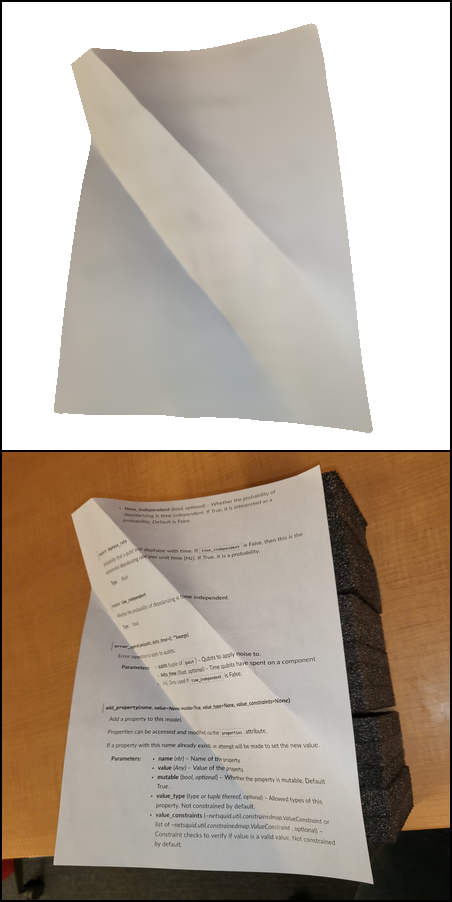 • time_independent (bool, optional) – Whether the probability of
depolarizing is time-independent. If True, it is interpreted as a
probability. Default is False.
probability that a qubit will dephase with time. If time_independent is False, then this is the
exponential depolarizing rate per unit time [Hz]. If True, it is a probability.
Type float
time_independent
Whether the probability of depolarizing is time independent.
Type bool
error_operation(qubits, delta_time=0, **kwargs)
Error operation to apply to qubits.
Parameters: • qubits (tuple of Qubit) – Qubits to apply noise to.
• delta_time (float, optional) – Time qubits have spent on a component
Only used if time_independent is False.
add_property(name, value=None, mutable=True, value_type=None, value_constraints=None)
Add a property to this model.
Properties can be accessed and modified via the properties attribute.
If a property with this name already exists, an attempt will be made to set the new value.
Parameters: • name (str) – Name of the property.
• value (Any) – Value of the property.
• mutable (bool, optional) – Whether the property is mutable. Default
True.
• value_type (type or tuple thereof, optional) – Allowed types of this
property. Not constrained by default.
• value_constraints (~netsquid.util.constrainedmap.ValueConstraint or
list of ~netsquid.util.constrainedmap.ValueConstraint, optional) –
Constraint checks to verify if value is a valid value. Not constrained
by default.